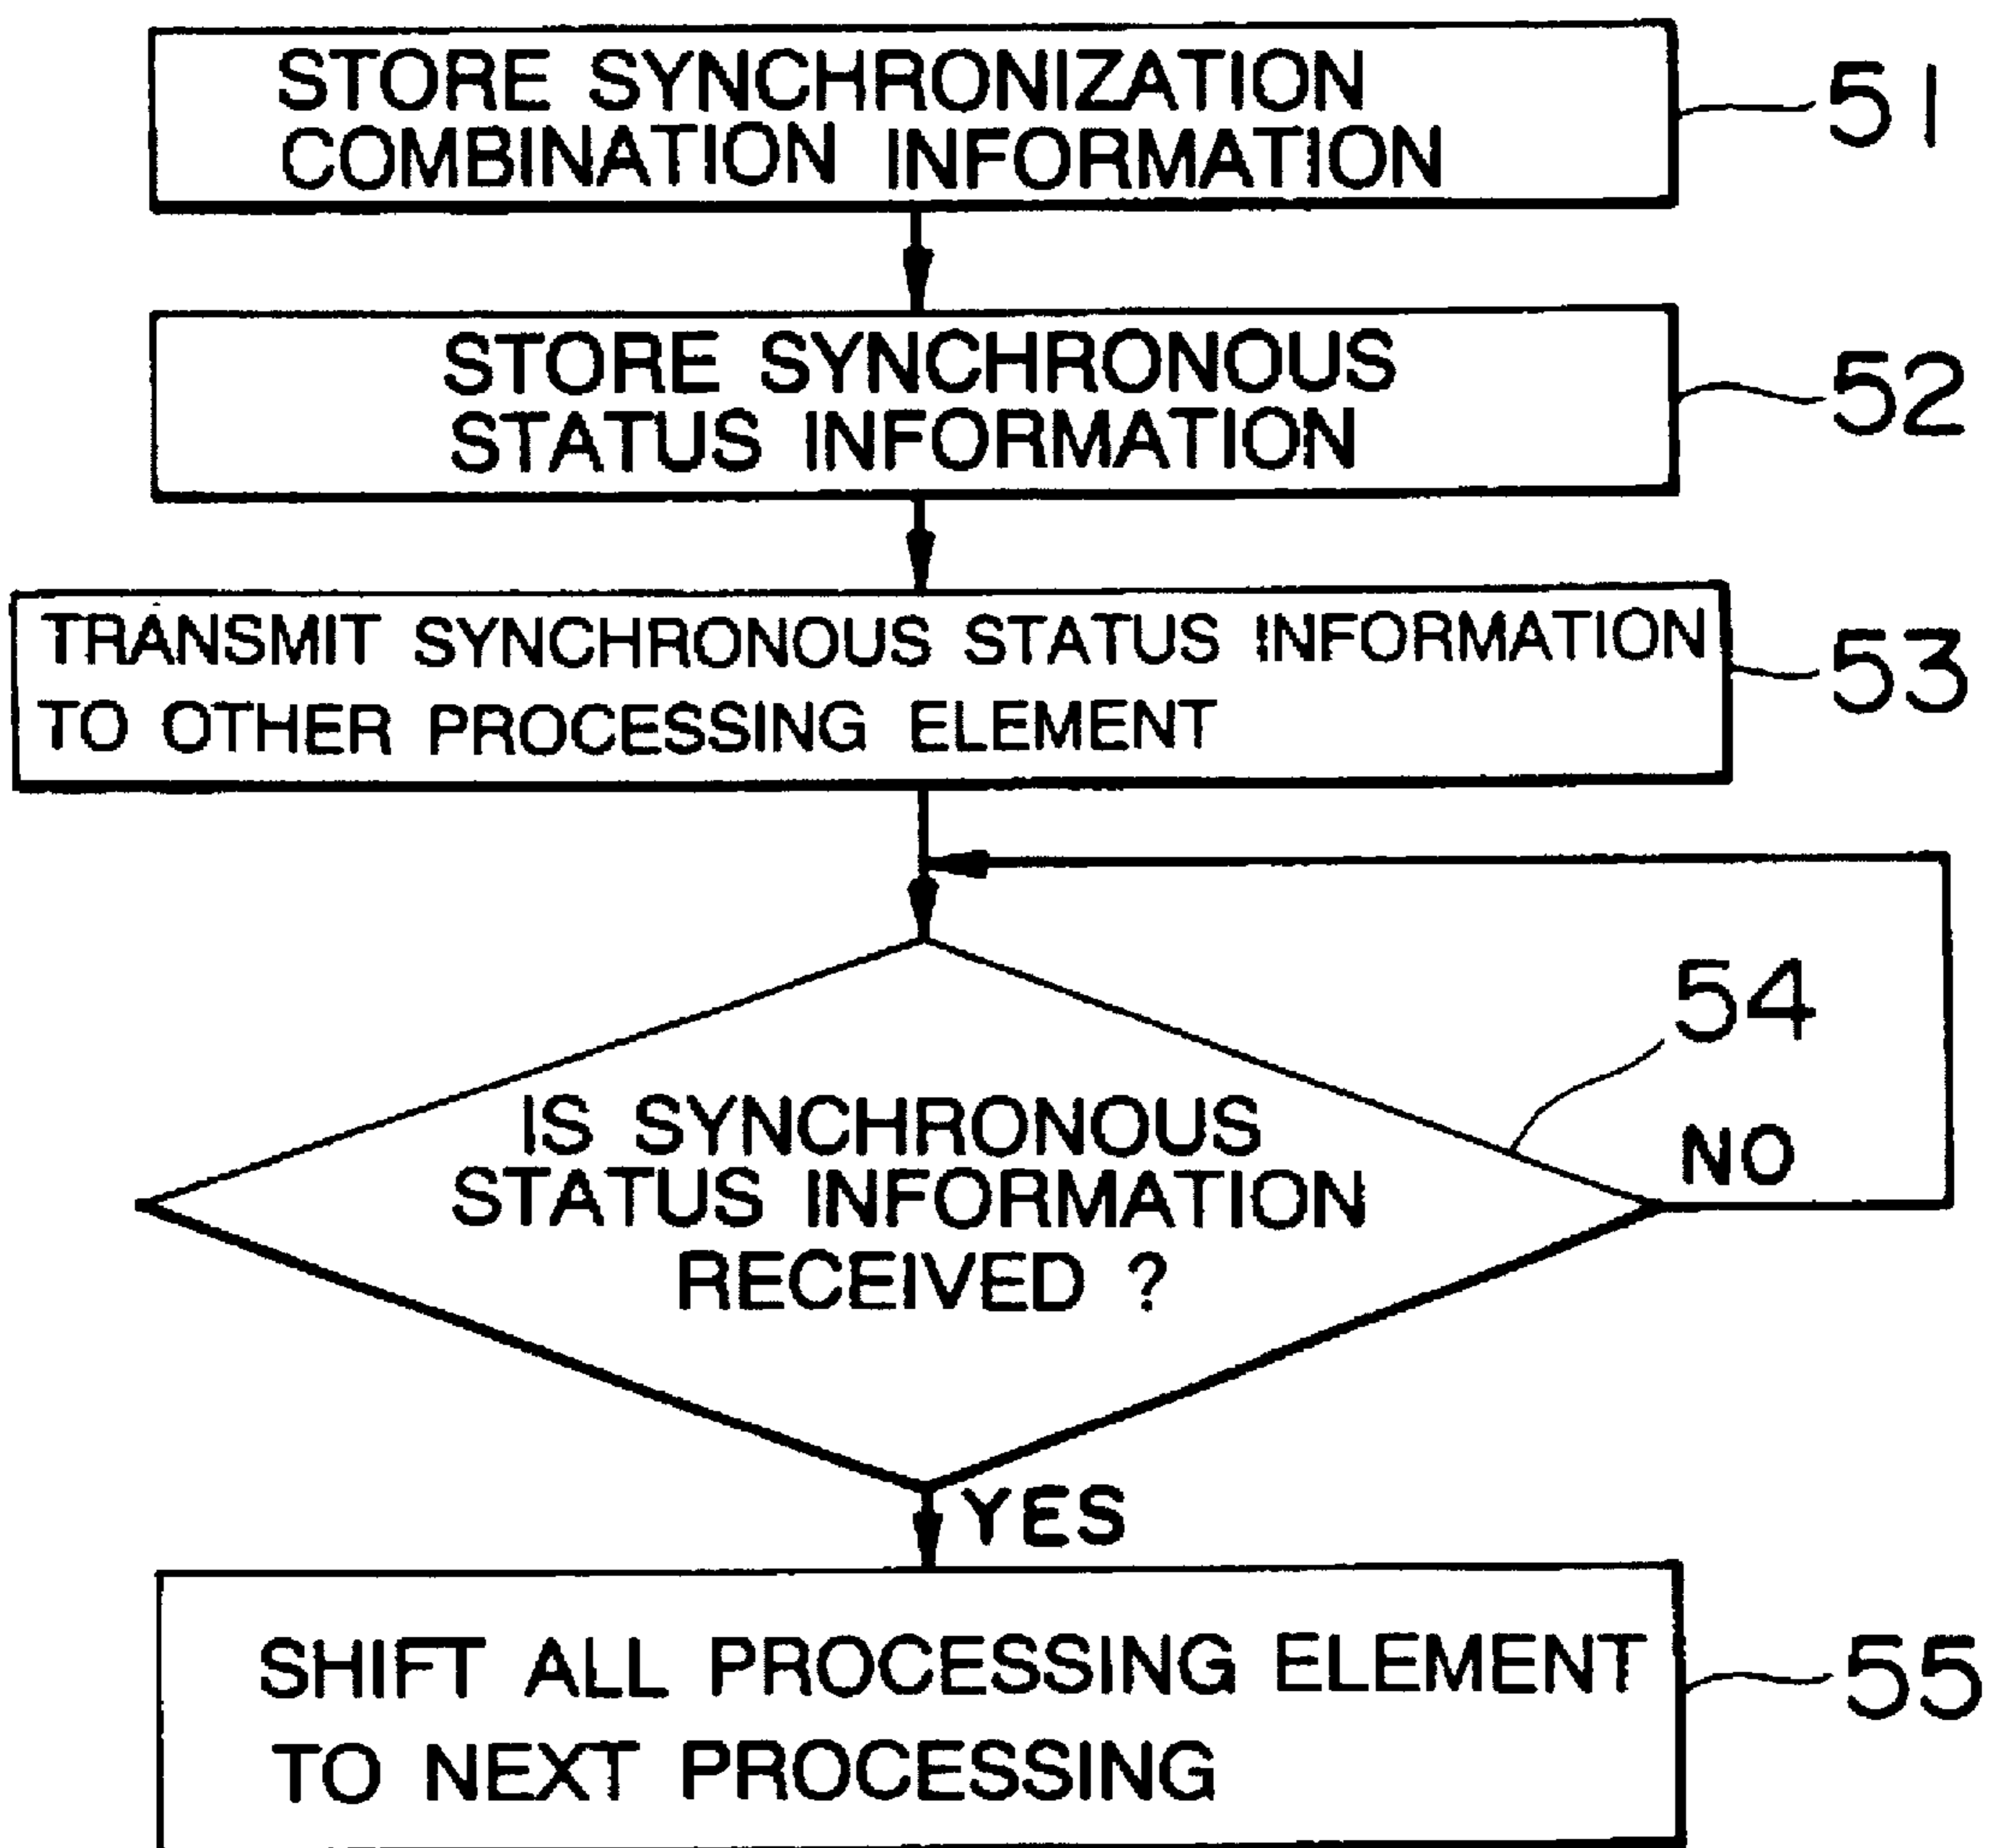 STORE SYNCHRONIZATION
COMBINATION INFORMATION
51
STORE SYNCHRONOUS
STATUS INFORMATION
52
TRANSMIT SYNCHRONOUS STATUS INFORMATION
TO OTHER PROCESSING ELEMENT
53
54
IS SYNCHRONOUS
STATUS INFORMATION
RECEIVED ?
NO
YES
SHIFT ALL PROCESSING ELEMENT
TO NEXT PROCESSING
55